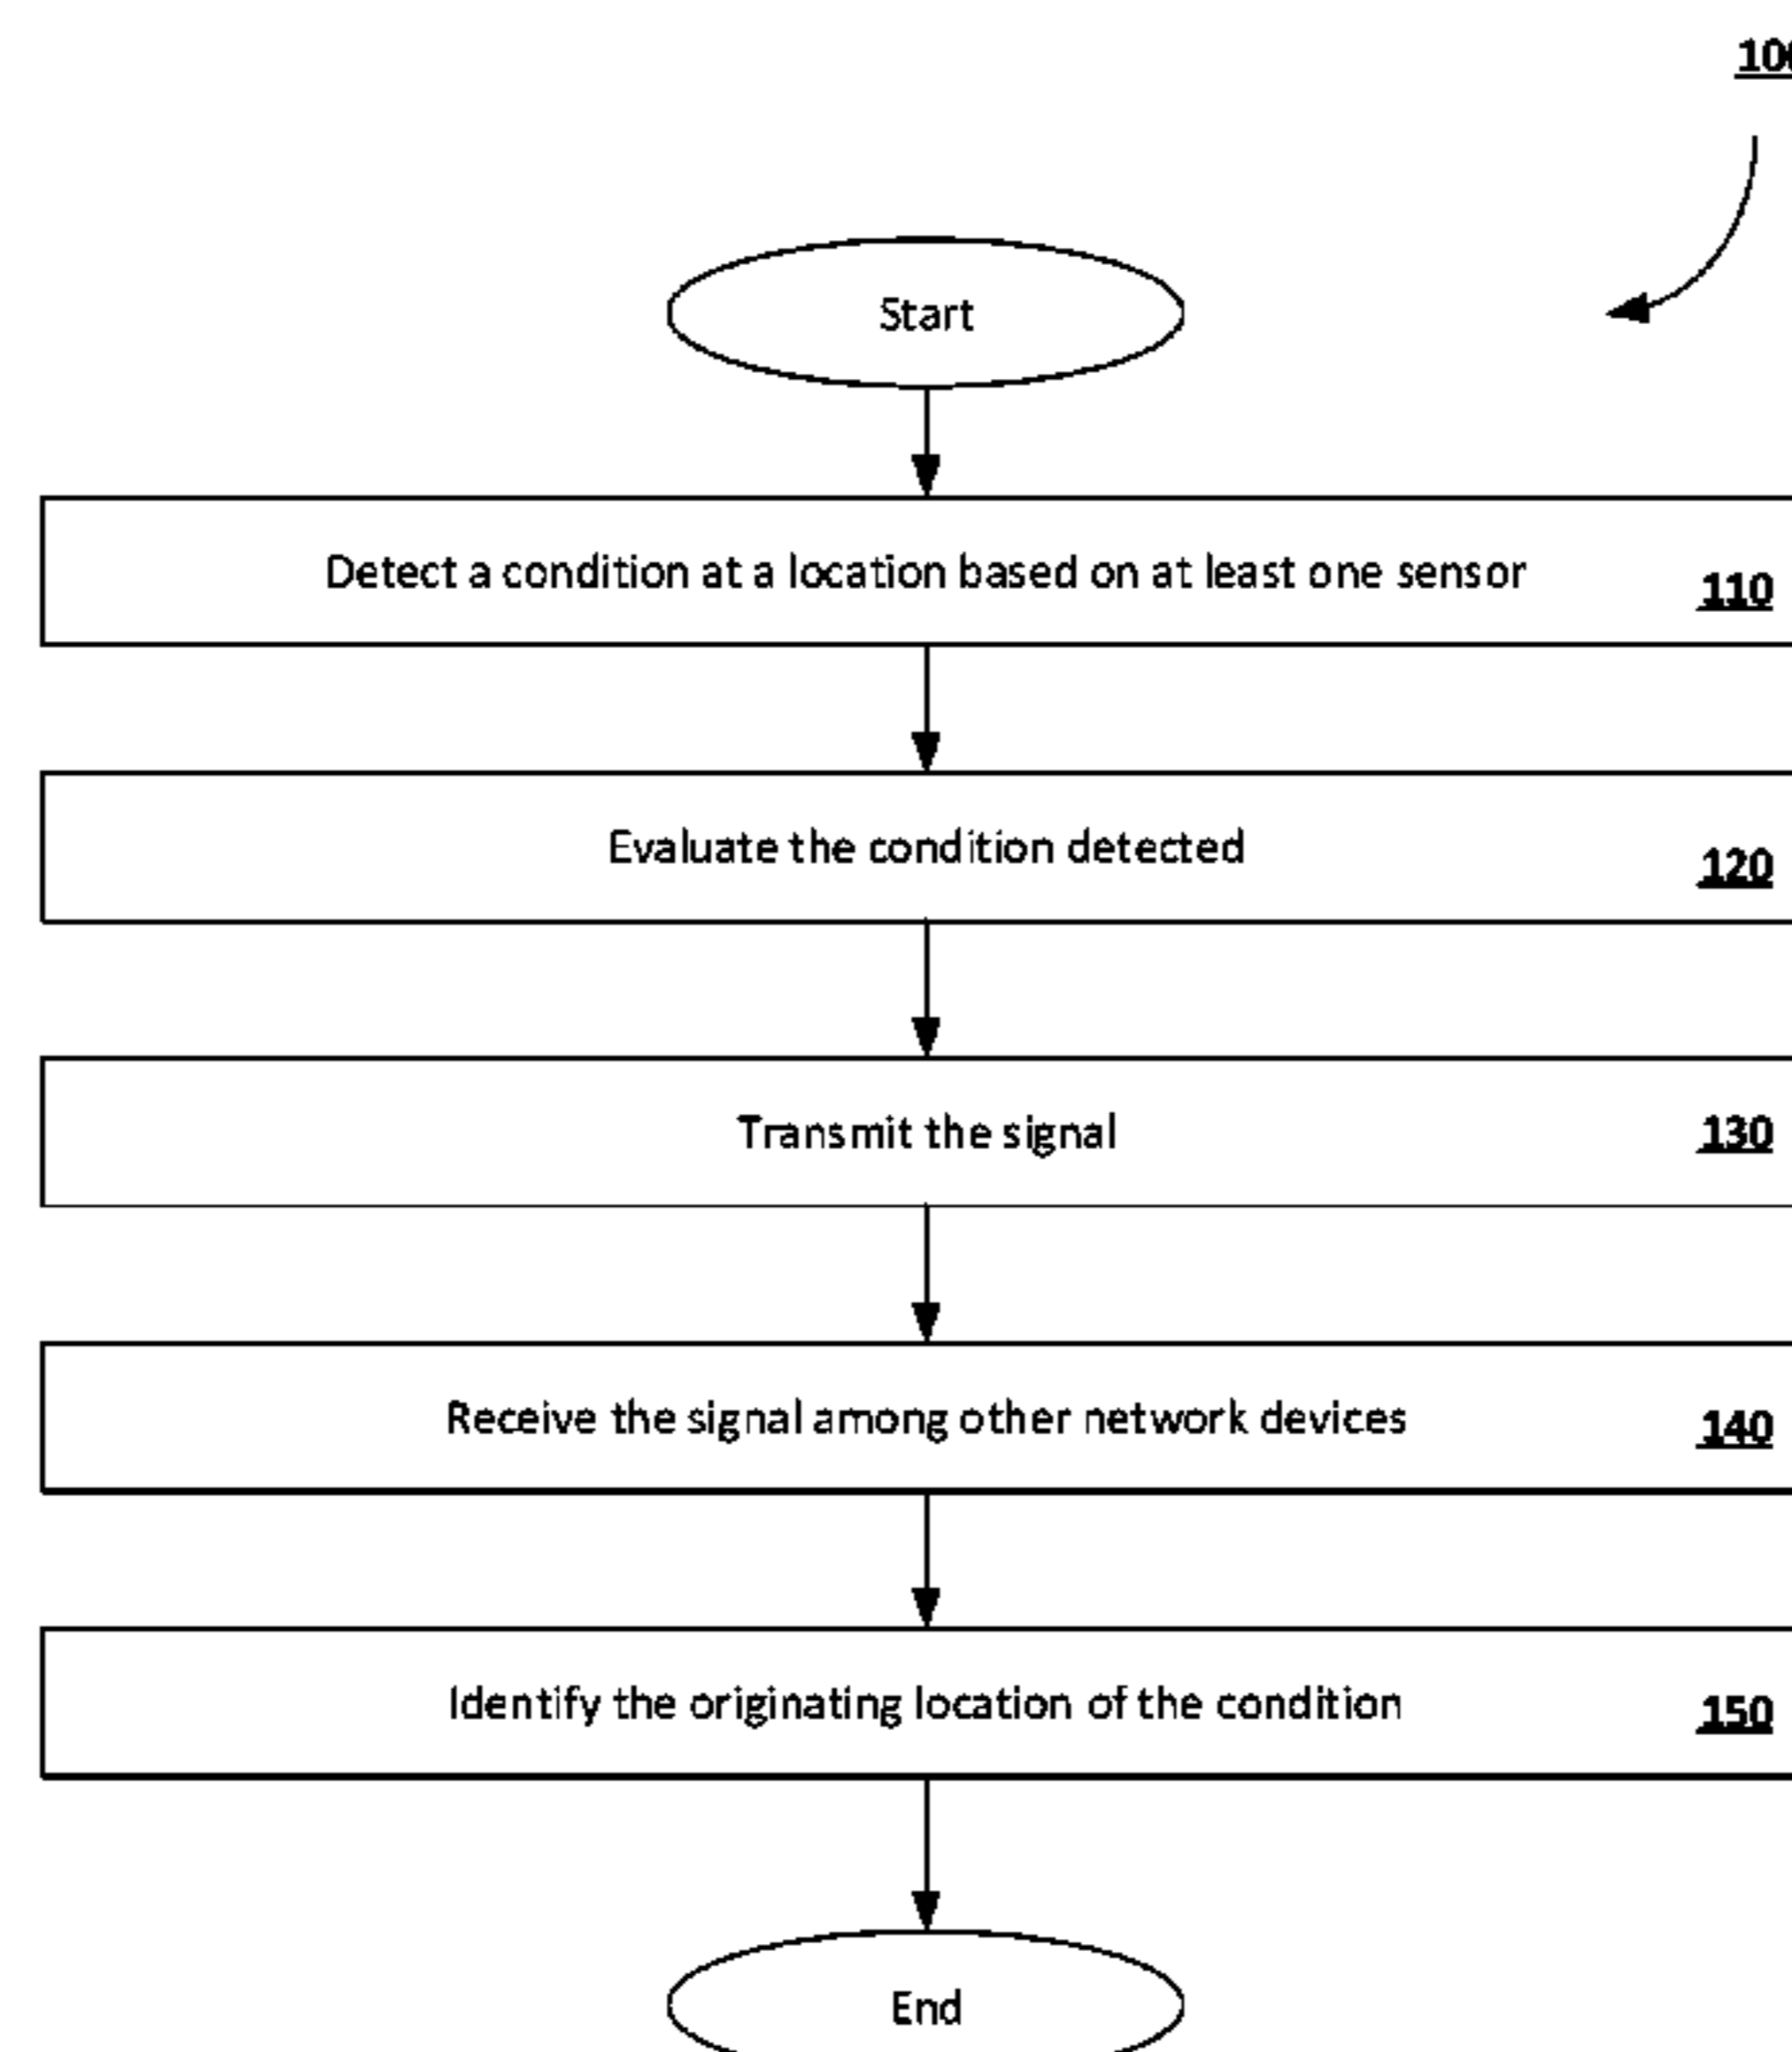 100
Start
Detect a condition at a location based on at least one sensor
110
Evaluate the condition detected
120
Transmit the signal
130
Receive the signal among other network devices
140
Identify the originating location of the condition
150
End